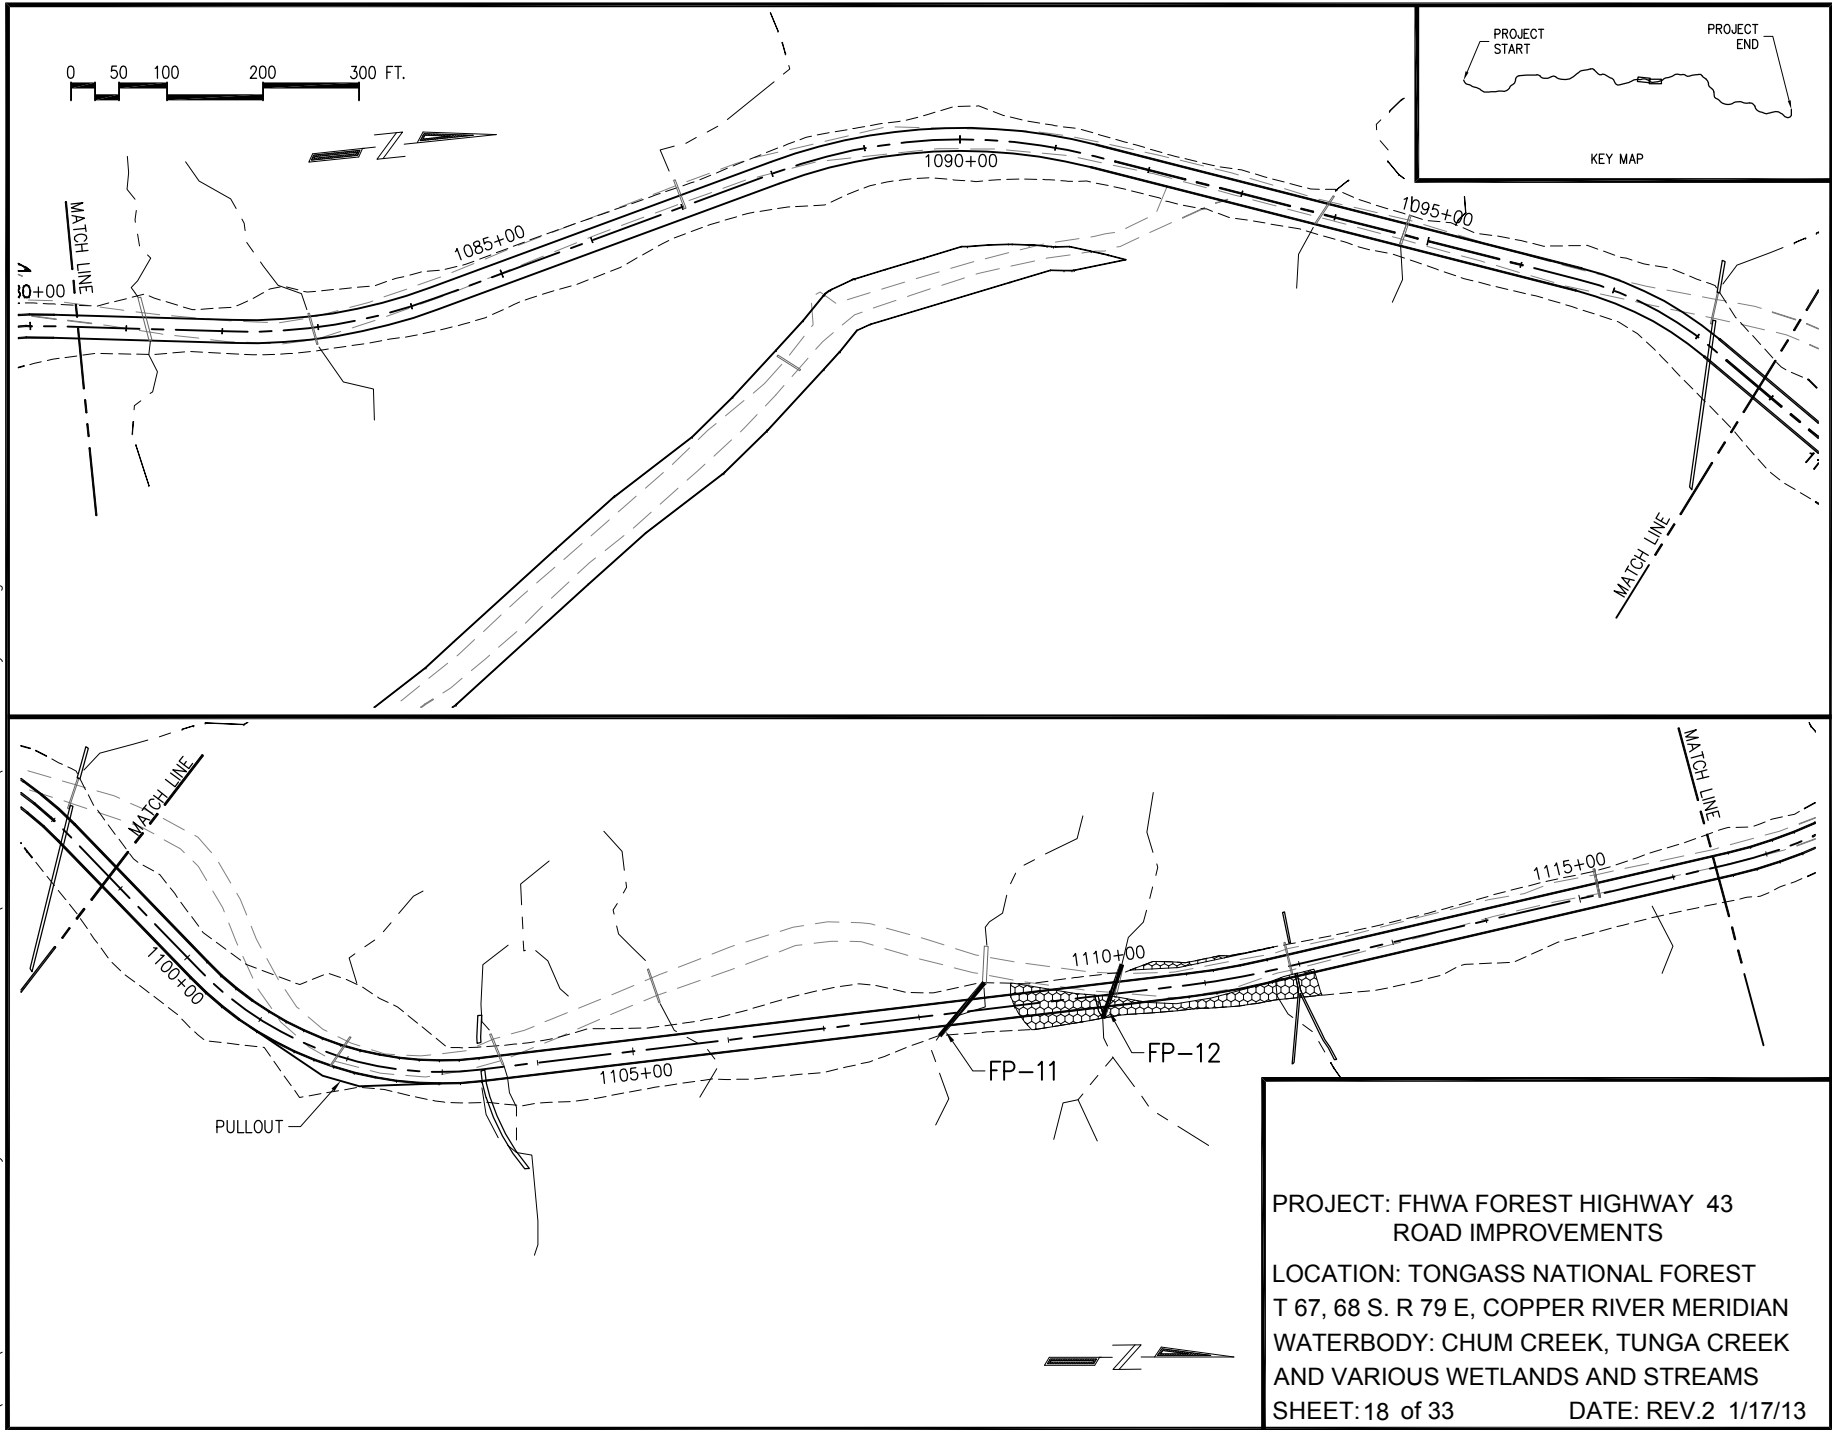 0 50 100 200 300 FT.
Z
PROJECT START
PROJECT END
KEY MAP
MATCH LINE
1085+00
1090+00
1095+00
MATCH LINE
MATCH LINE
MATCH LINE
1100+00
1105+00
1110+00
1115+00
FP-11
FP-12
PULLOUT
Z
PROJECT: FHWA FOREST HIGHWAY 43
ROAD IMPROVEMENTS
LOCATION: TONGASS NATIONAL FOREST
T 67, 68 S. R 79 E, COPPER RIVER MERIDIAN
WATERBODY: CHUM CREEK, TUNGA CREEK
AND VARIOUS WETLANDS AND STREAMS
SHEET: 18 of 33 DATE: REV.2 1/17/13